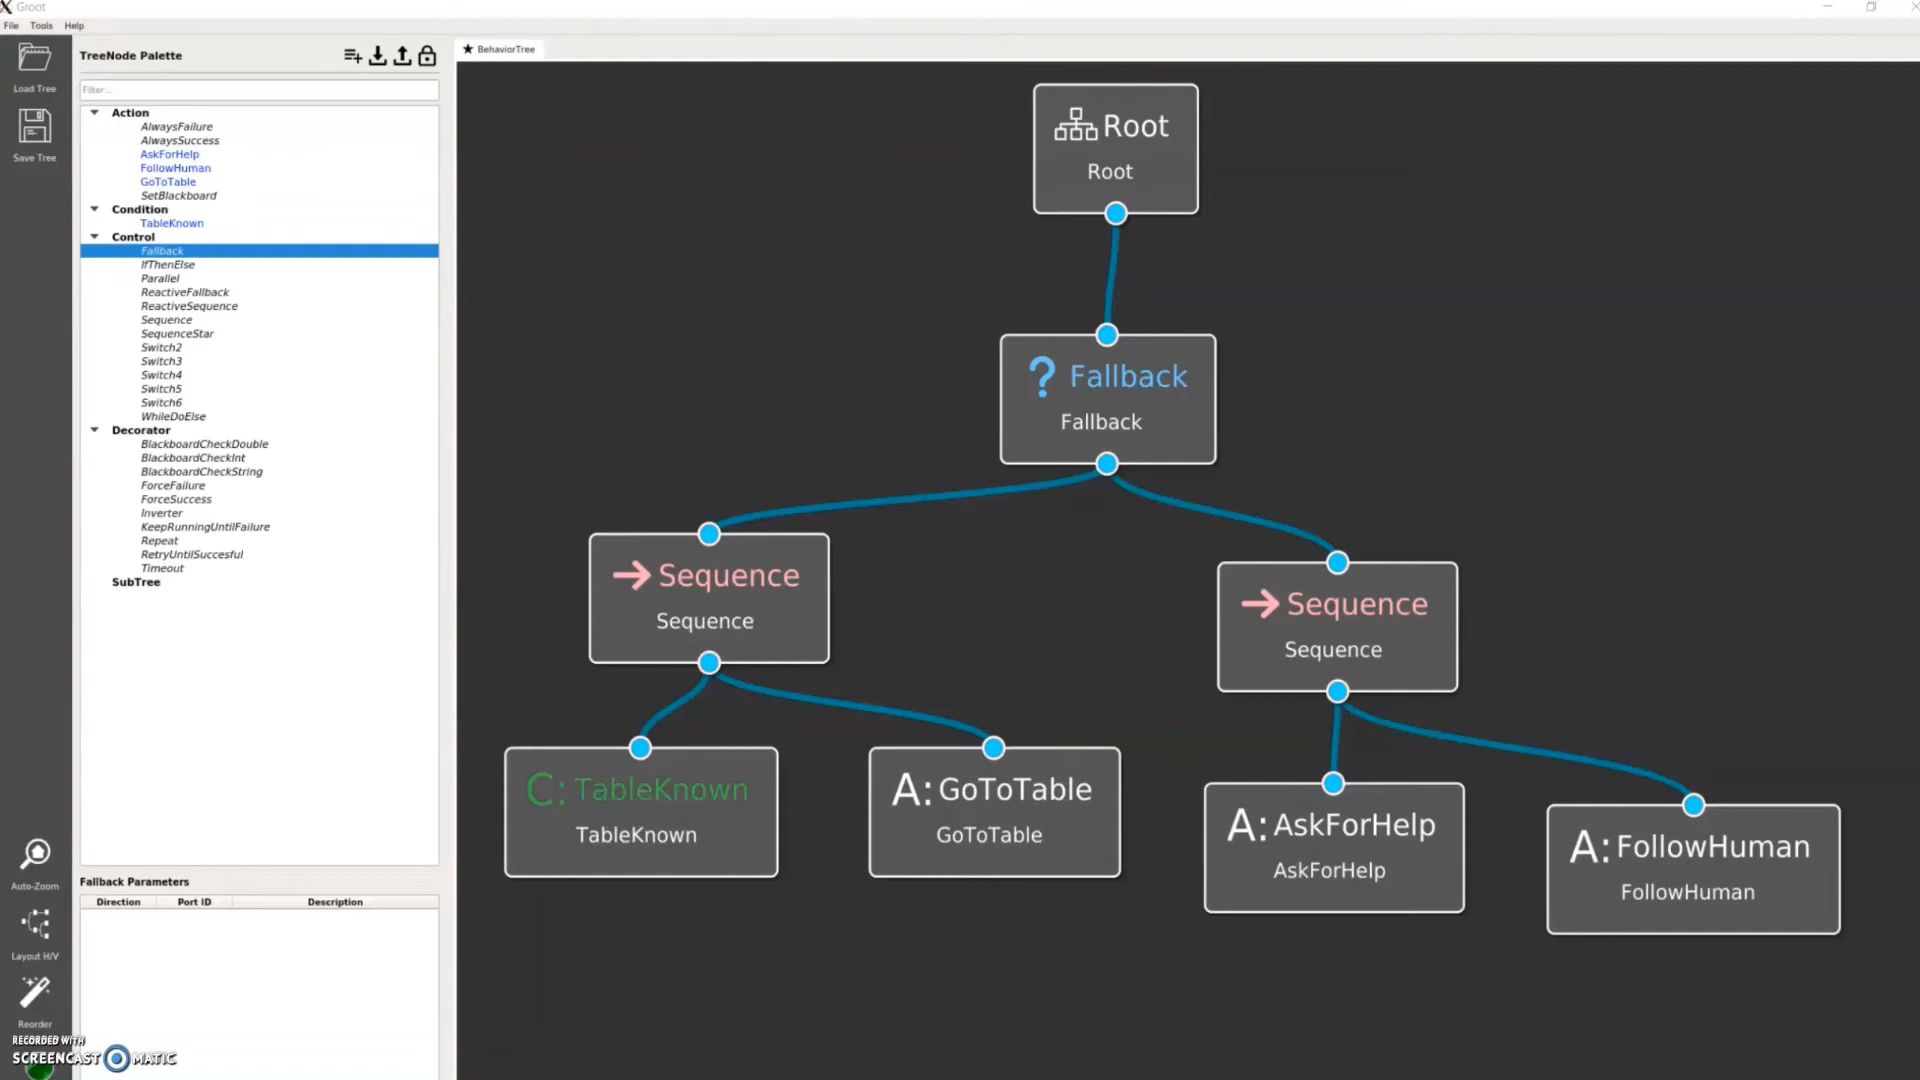 Groot
File Tools Help
Load Tree
Save Tree
TreeNode Palette
Filter...
Action
AlwaysFailure
AlwaysSuccess
AskForHelp
FollowHuman
GoToTable
SetBlackboard
Condition
TableKnown
Control
Fallback
IfThenElse
Parallel
ReactiveFallback
ReactiveSequence
Sequence
SequenceStar
Switch2
Switch3
Switch4
Switch5
Switch6
WhileDoElse
Decorator
BlackboardCheckDouble
BlackboardCheckInt
BlackboardCheckString
ForceFailure
ForceSuccess
Inverter
KeepRunningUntilFailure
Repeat
RetryUntilSuccesful
Timeout
SubTree
Auto-Zoom
Layout H/V
Reorder
Fallback Parameters
Direction Port ID Description
RECORDED WITH
SCREENCAST MATIC
BehaviorTree
Root
Root
? Fallback
Fallback
Sequence
Sequence
Sequence
Sequence
C: TableKnown
TableKnown
A: GoToTable
GoToTable
A: AskForHelp
AskForHelp
A: FollowHuman
FollowHuman